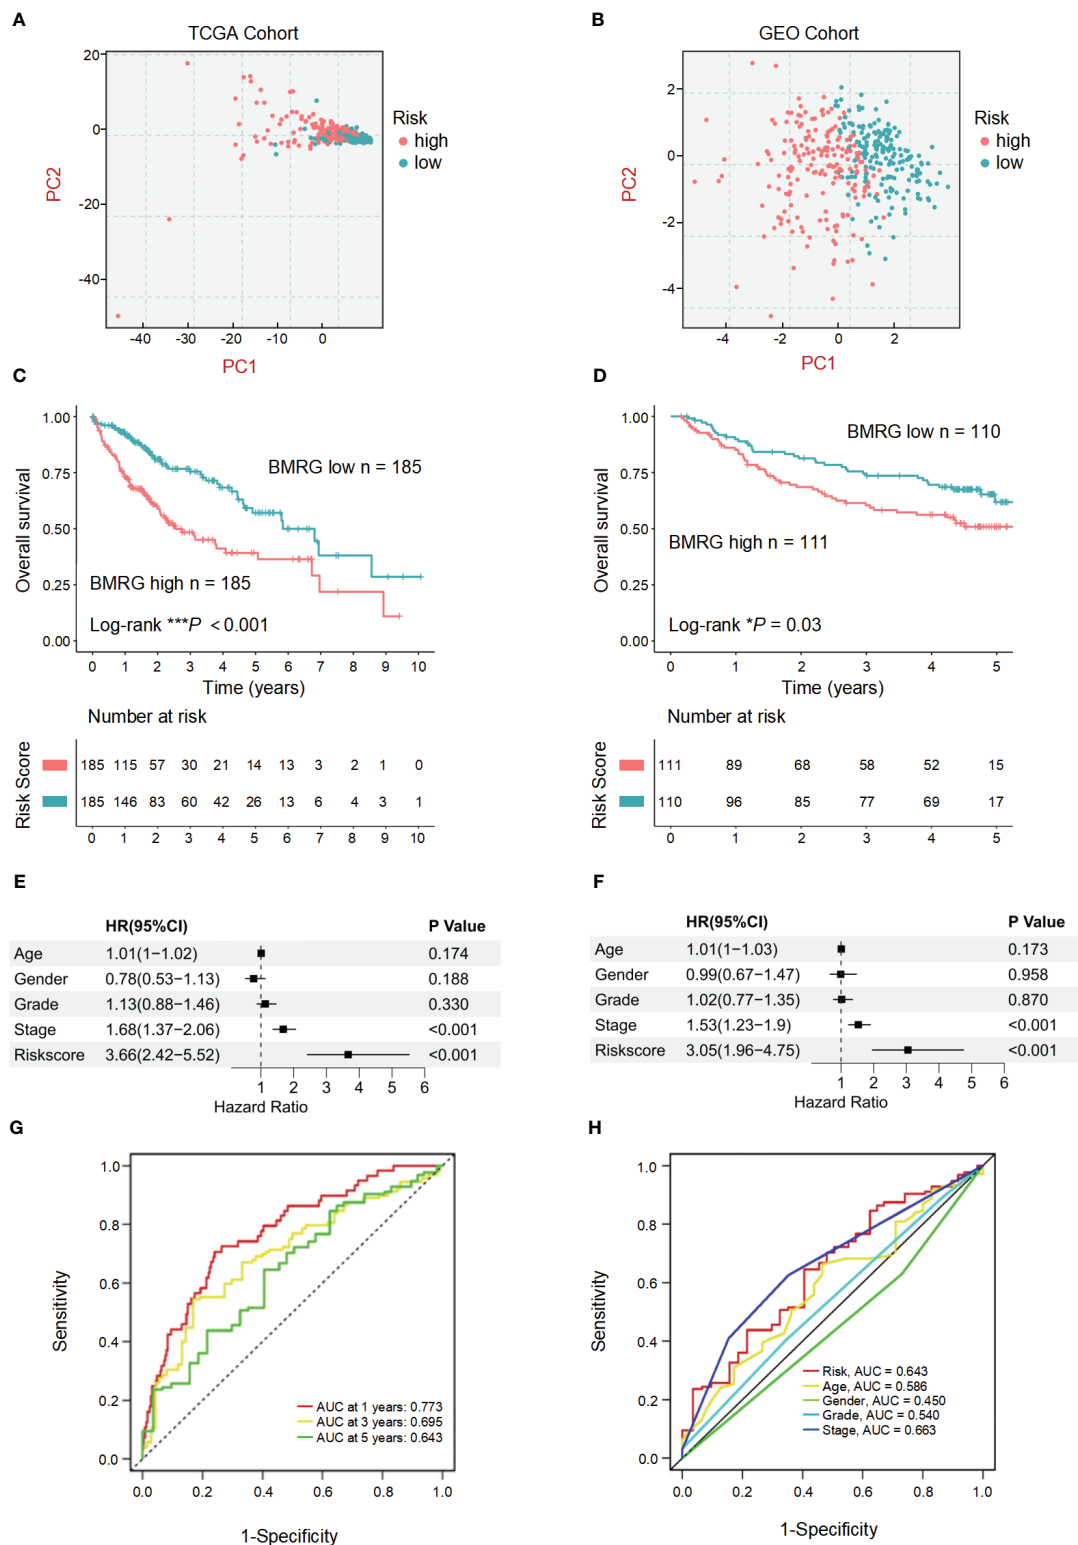 A
TCGA Cohort
20
0
-20
-40
PC2
-40 -30 -20 -10 0
PC1
Risk
high
low
B
GEO Cohort
2
0
-2
-4
PC2
-4 -2 0 2
PC1
Risk
high
low
C
1.00
0.75
0.50
0.25
0.00
Overall survival
BMRG low n = 185
BMRG high n = 185
Log-rank ***P < 0.001
0 1 2 3 4 5 6 7 8 9 10
Time (years)
Number at risk
Risk Score
185 115 57 30 21 14 13 3 2 1 0
185 146 83 60 42 26 13 6 4 3 1
0 1 2 3 4 5 6 7 8 9 10
D
1.00
0.75
0.50
0.25
0.00
Overall survival
BMRG low n = 110
BMRG high n = 111
Log-rank *P = 0.03
0 1 2 3 4 5
Time (years)
Number at risk
Risk Score
111 89 68 58 52 15
110 96 85 77 69 17
0 1 2 3 4 5
E
HR(95%CI) P Value
Age 1.01(1−1.02) 0.174
Gender 0.78(0.53−1.13) 0.188
Grade 1.13(0.88−1.46) 0.330
Stage 1.68(1.37−2.06) <0.001
Riskscore 3.66(2.42−5.52) <0.001
1 2 3 4 5 6
Hazard Ratio
F
HR(95%CI) P Value
Age 1.01(1−1.03) 0.173
Gender 0.99(0.67−1.47) 0.958
Grade 1.02(0.77−1.35) 0.870
Stage 1.53(1.23−1.9) <0.001
Riskscore 3.05(1.96−4.75) <0.001
1 2 3 4 5 6
Hazard Ratio
G
1.0
0.8
0.6
0.4
0.2
0.0
Sensitivity
AUC at 1 years: 0.773
AUC at 3 years: 0.695
AUC at 5 years: 0.643
0.0 0.2 0.4 0.6 0.8 1.0
1-Specificity
H
1.0
0.8
0.6
0.4
0.2
0.0
Sensitivity
Risk, AUC = 0.643
Age, AUC = 0.586
Gender, AUC = 0.450
Grade, AUC = 0.540
Stage, AUC = 0.663
0.0 0.2 0.4 0.6 0.8 1.0
1-Specificity